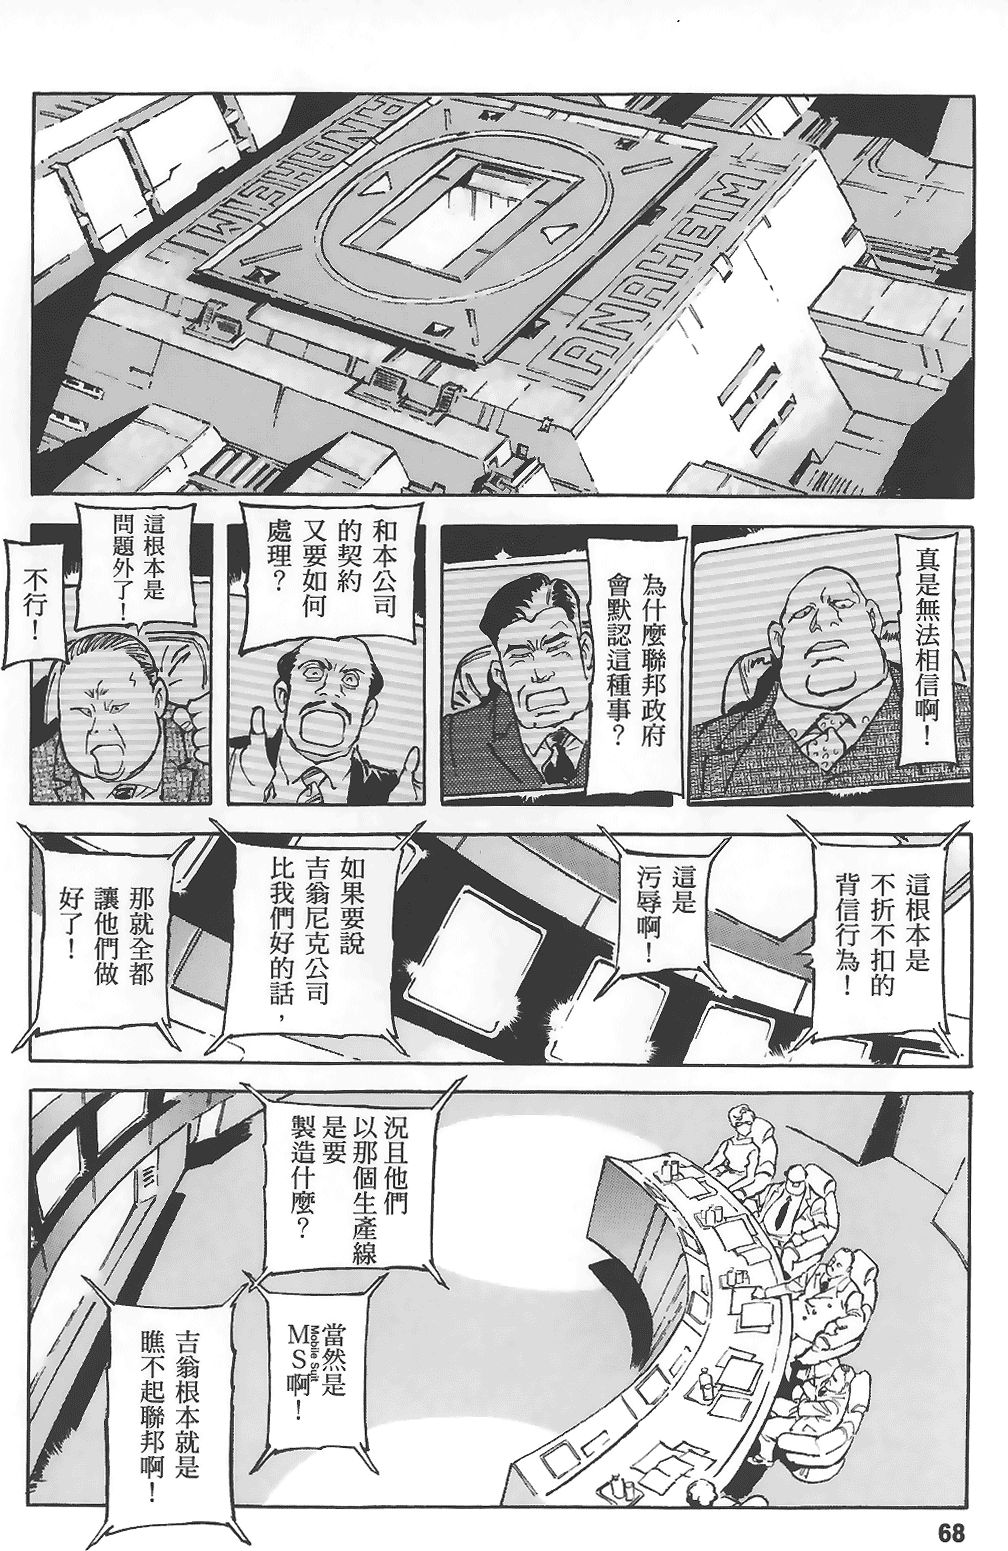 ANAHEIM
ANAHEIM
真是無法相信啊！
為什麼聯邦政府
會默認這種事？
和本公司
的契約
又要如何
處理？
這根本是
問題外了！
不行！
這根本是
不折不扣的
背信行為！
這是
污辱啊！
如果要說
吉翁尼克公司
比我們好的話，
那就全都
讓他們做
好了！
況且他們
以那個生產線
是要
製造什麼？
當然是
MS啊！
Mobile Suit
吉翁根本就是
瞧不起聯邦啊！
68